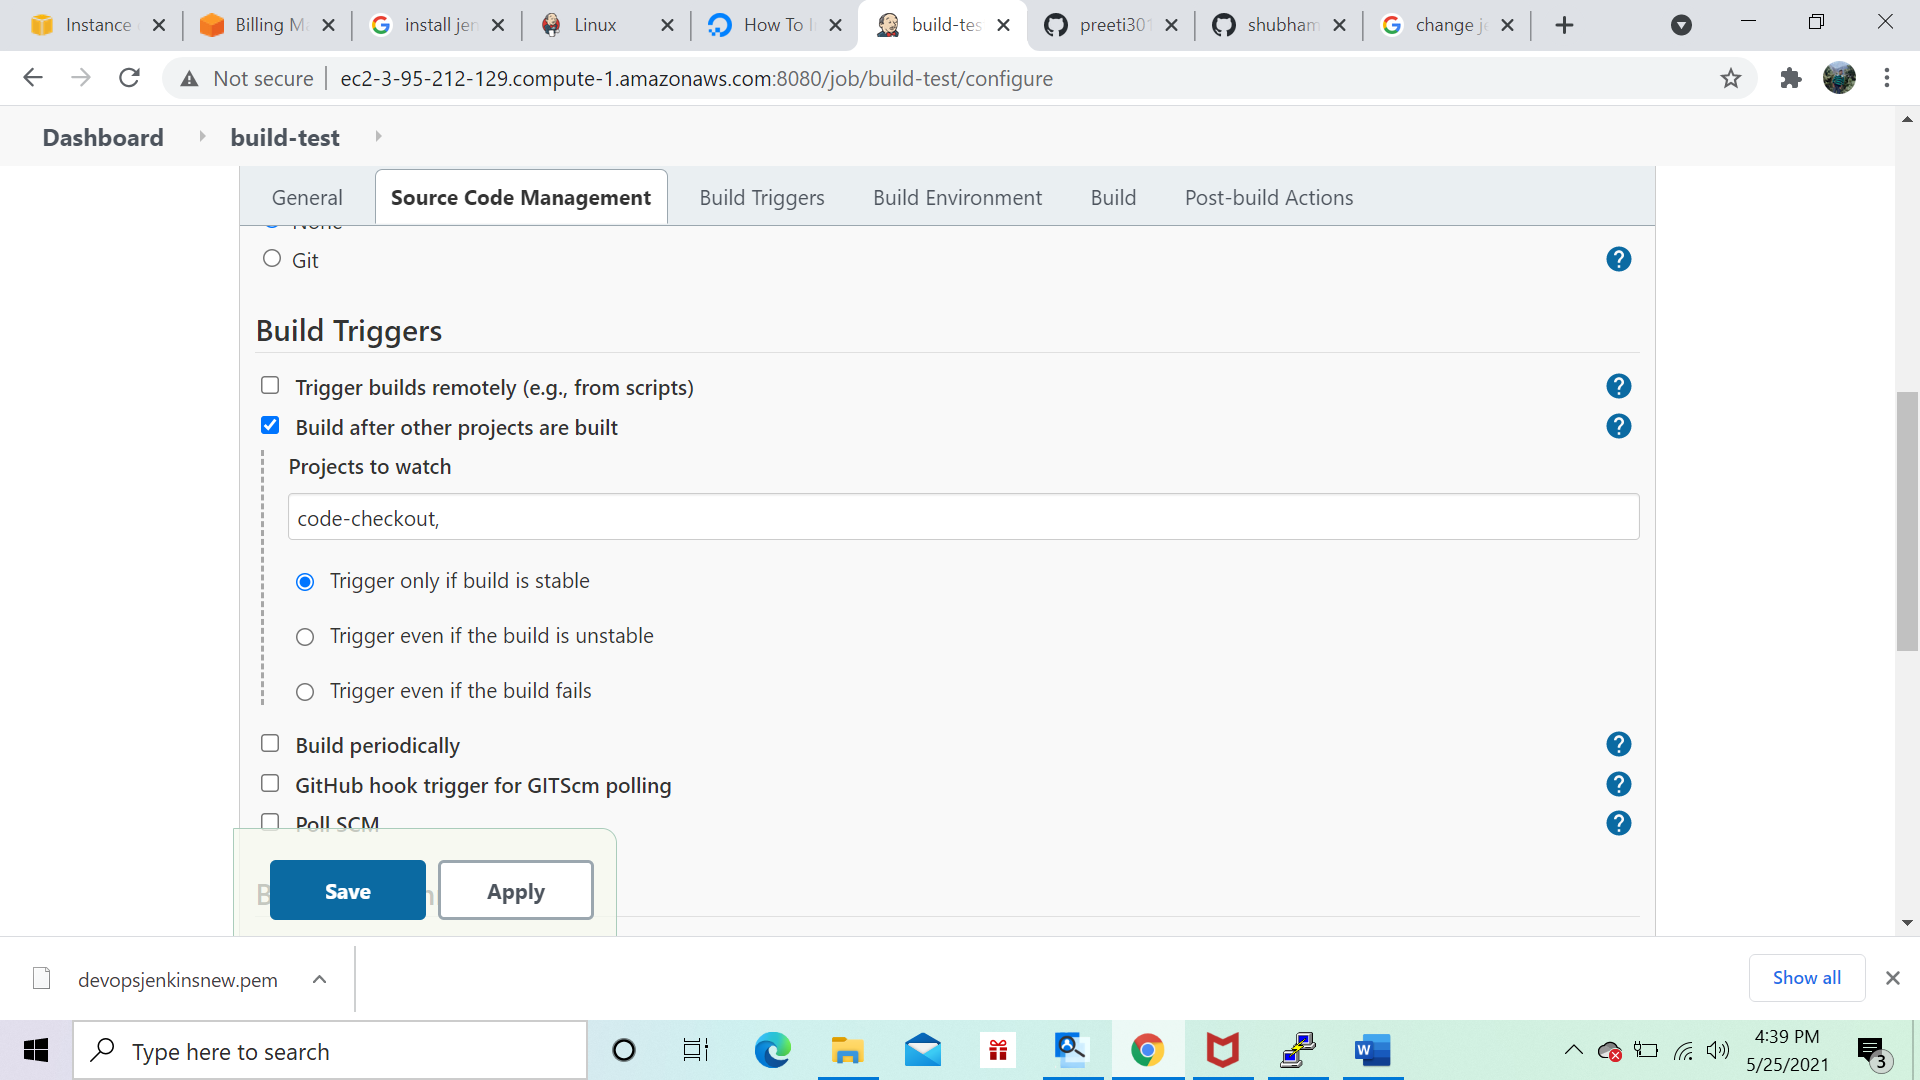 Instance
Billing Ma
install jen
Linux
How To I
build-tes
preeti301
shubham
change je
Not secure
ec2-3-95-212-129.compute-1.amazonaws.com:8080/job/build-test/configure
Dashboard
build-test
General
Source Code Management
Build Triggers
Build Environment
Build
Post-build Actions
None
Git
Build Triggers
Trigger builds remotely (e.g., from scripts)
Build after other projects are built
Projects to watch
code-checkout,
Trigger only if build is stable
Trigger even if the build is unstable
Trigger even if the build fails
Build periodically
GitHub hook trigger for GITScm polling
Poll SCM
Save
Apply
devopsjenkinsnew.pem
Show all
Type here to search
4:39 PM
5/25/2021
3